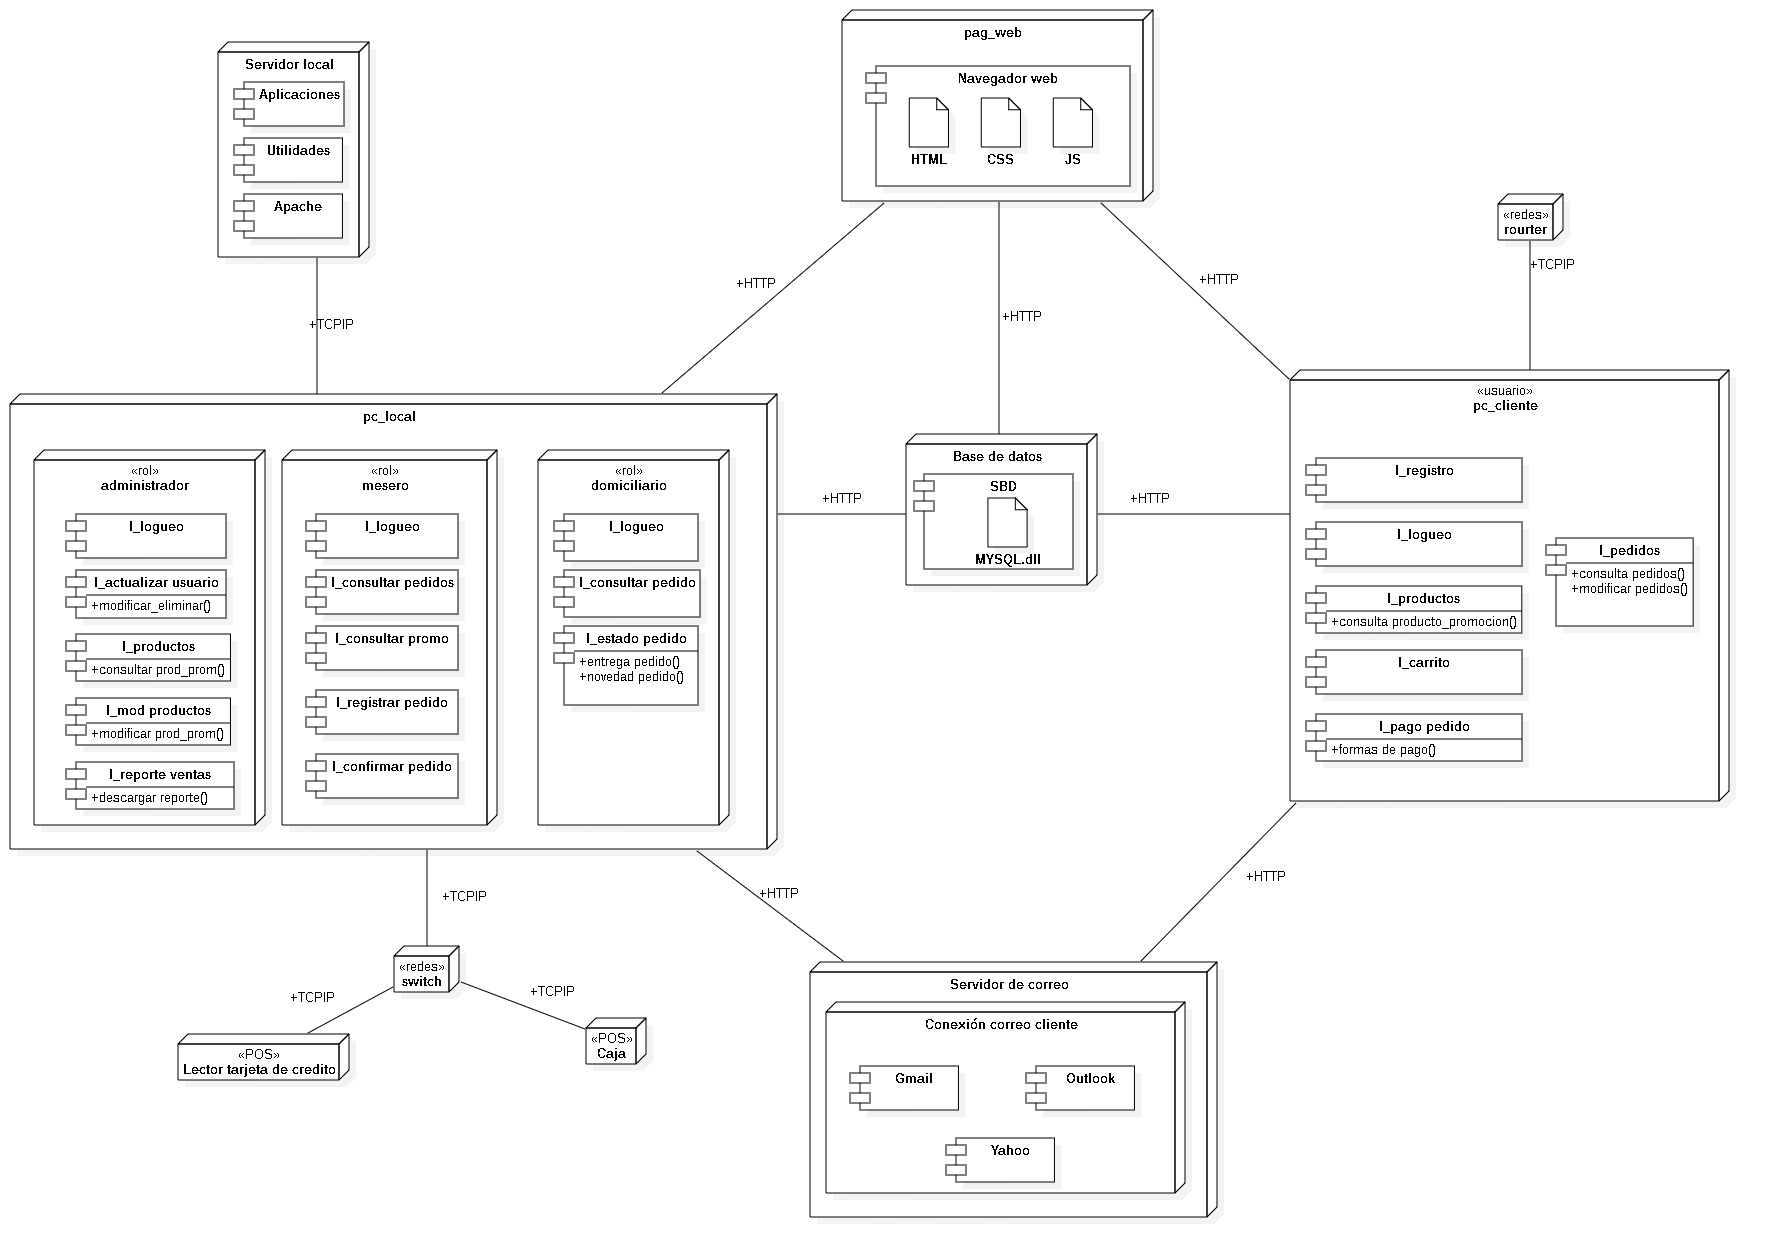 pag_web
Navegador web
HTML
CSS
JS
Servidor local
Aplicaciones
Utilidades
Apache
«redes»
rourter
+TCPIP
+HTTP
+HTTP
+HTTP
+TCPIP
pc_local
«rol»
administrador
I_logueo
I_actualizar usuario
+modificar_eliminar()
I_productos
+consultar prod_prom()
I_mod productos
+modificar prod_prom()
I_reporte ventas
+descargar reporte()
«rol»
mesero
I_logueo
I_consultar pedidos
I_consultar promo
I_registrar pedido
I_confirmar pedido
«rol»
domiciliario
I_logueo
I_consultar pedido
I_estado pedido
+entrega pedido()
+novedad pedido()
+HTTP
Base de datos
SBD
MYSQL.dll
+HTTP
«usuario»
pc_cliente
I_registro
I_logueo
I_productos
+consulta producto_promocion()
I_carrito
I_pago pedido
+formas de pago()
I_pedidos
+consulta pedidos()
+modificar pedidos()
+TCPIP
+HTTP
+HTTP
«redes»
switch
+TCPIP
+TCPIP
«POS»
Lector tarjeta de credito
«POS»
Caja
Servidor de correo
Conexión correo cliente
Gmail
Outlook
Yahoo